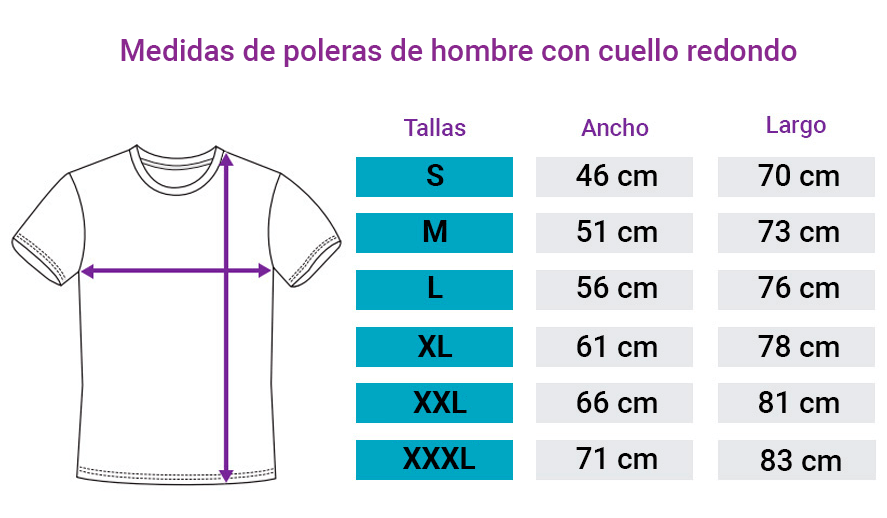 Medidas de poleras de hombre con cuello redondo
Tallas Ancho Largo
S 46 cm 70 cm
M 51 cm 73 cm
L 56 cm 76 cm
XL 61 cm 78 cm
XXL 66 cm 81 cm
XXXL 71 cm 83 cm